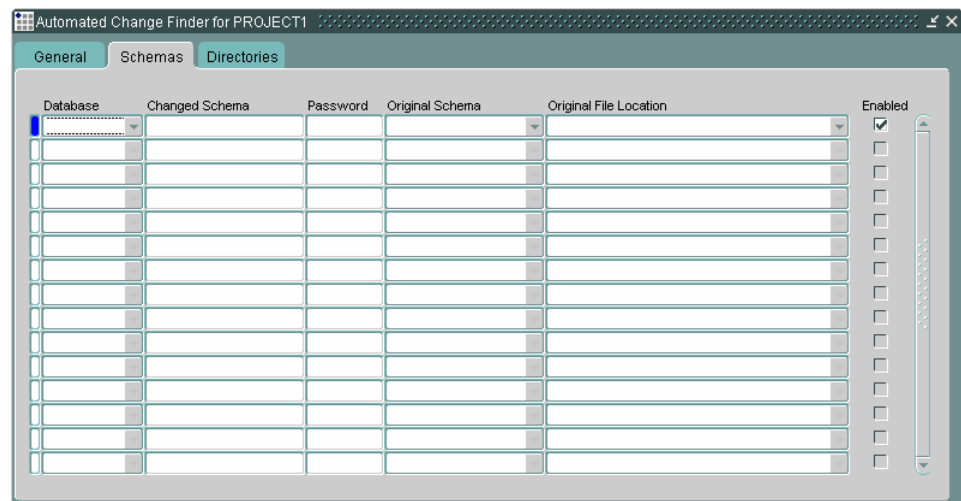 Automated Change Finder for PROJECT1
General Schemas Directories
Database Changed Schema Password Original Schema Original File Location Enabled